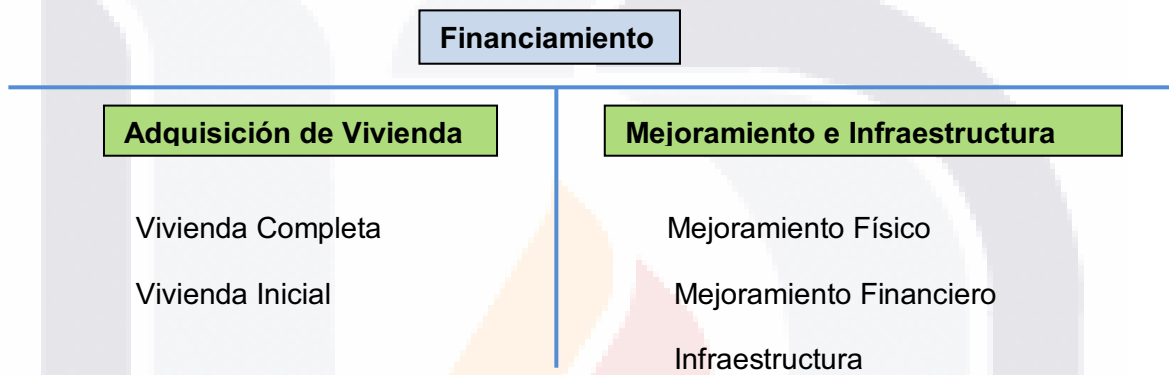 Financiamiento
Adquisición de Vivienda
Mejoramiento e Infraestructura
Vivienda Completa
Mejoramiento Físico
Vivienda Inicial
Mejoramiento Financiero
Infraestructura